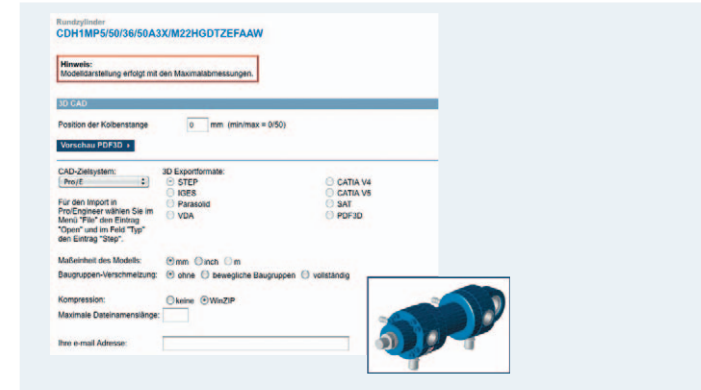 Rundzylinder
CDH1MP5/50/36/50A3X/M22HGDTZEFAAW
Hinweis:
Modelldarstellung erfolgt mit den Maximalabmessungen.
3D CAD
Position der Kolbenstange 0 mm (min/max = 0/50)
Vorschau PDF3D
CAD-Zielsystem:
Pro/E
Für den Import in
Pro/Engineer wählen Sie im
Menü "File" den Eintrag
"Open" und im Feld "Typ"
den Eintrag "Step".
3D Exportformate:
STEP
IGES
Parasolid
VDA
CATIA V4
CATIA V5
SAT
PDF3D
Maßeinheit des Modells: mm inch m
Baugruppen-Verschmelzung: ohne bewegliche Baugruppen vollständig
Kompression: keine WinZIP
Maximale Dateinamenslänge:
Ihre e-mail Adresse: